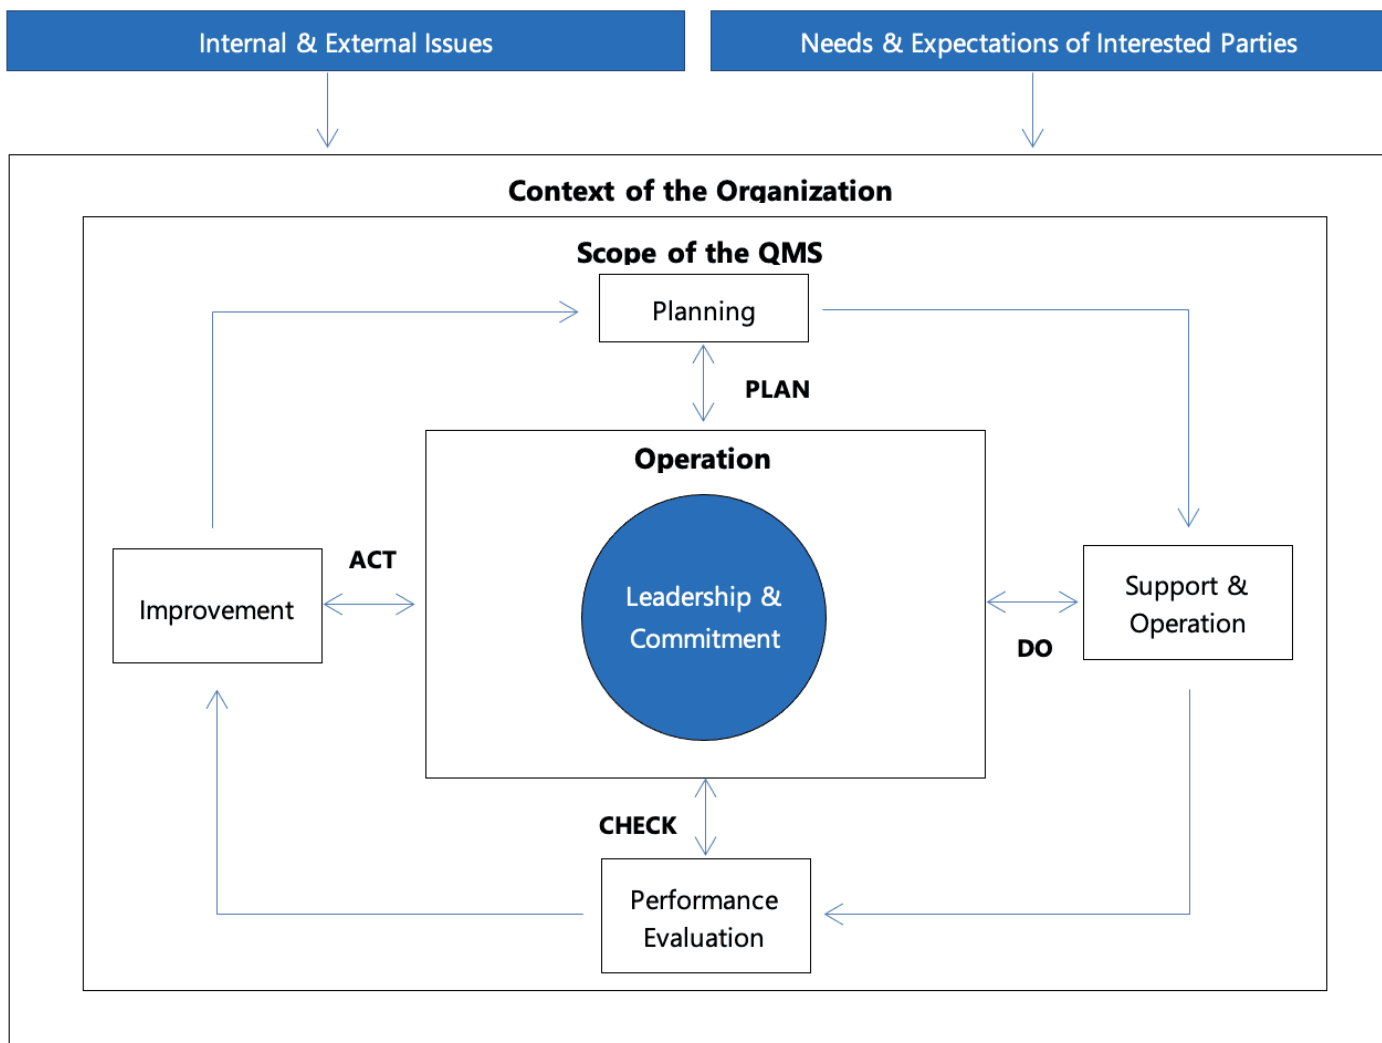 Internal & External Issues
Needs & Expectations of Interested Parties
Context of the Organization
Scope of the QMS
Planning
PLAN
Operation
ACT
Improvement
Leadership &
Commitment
Support &
Operation
DO
CHECK
Performance
Evaluation